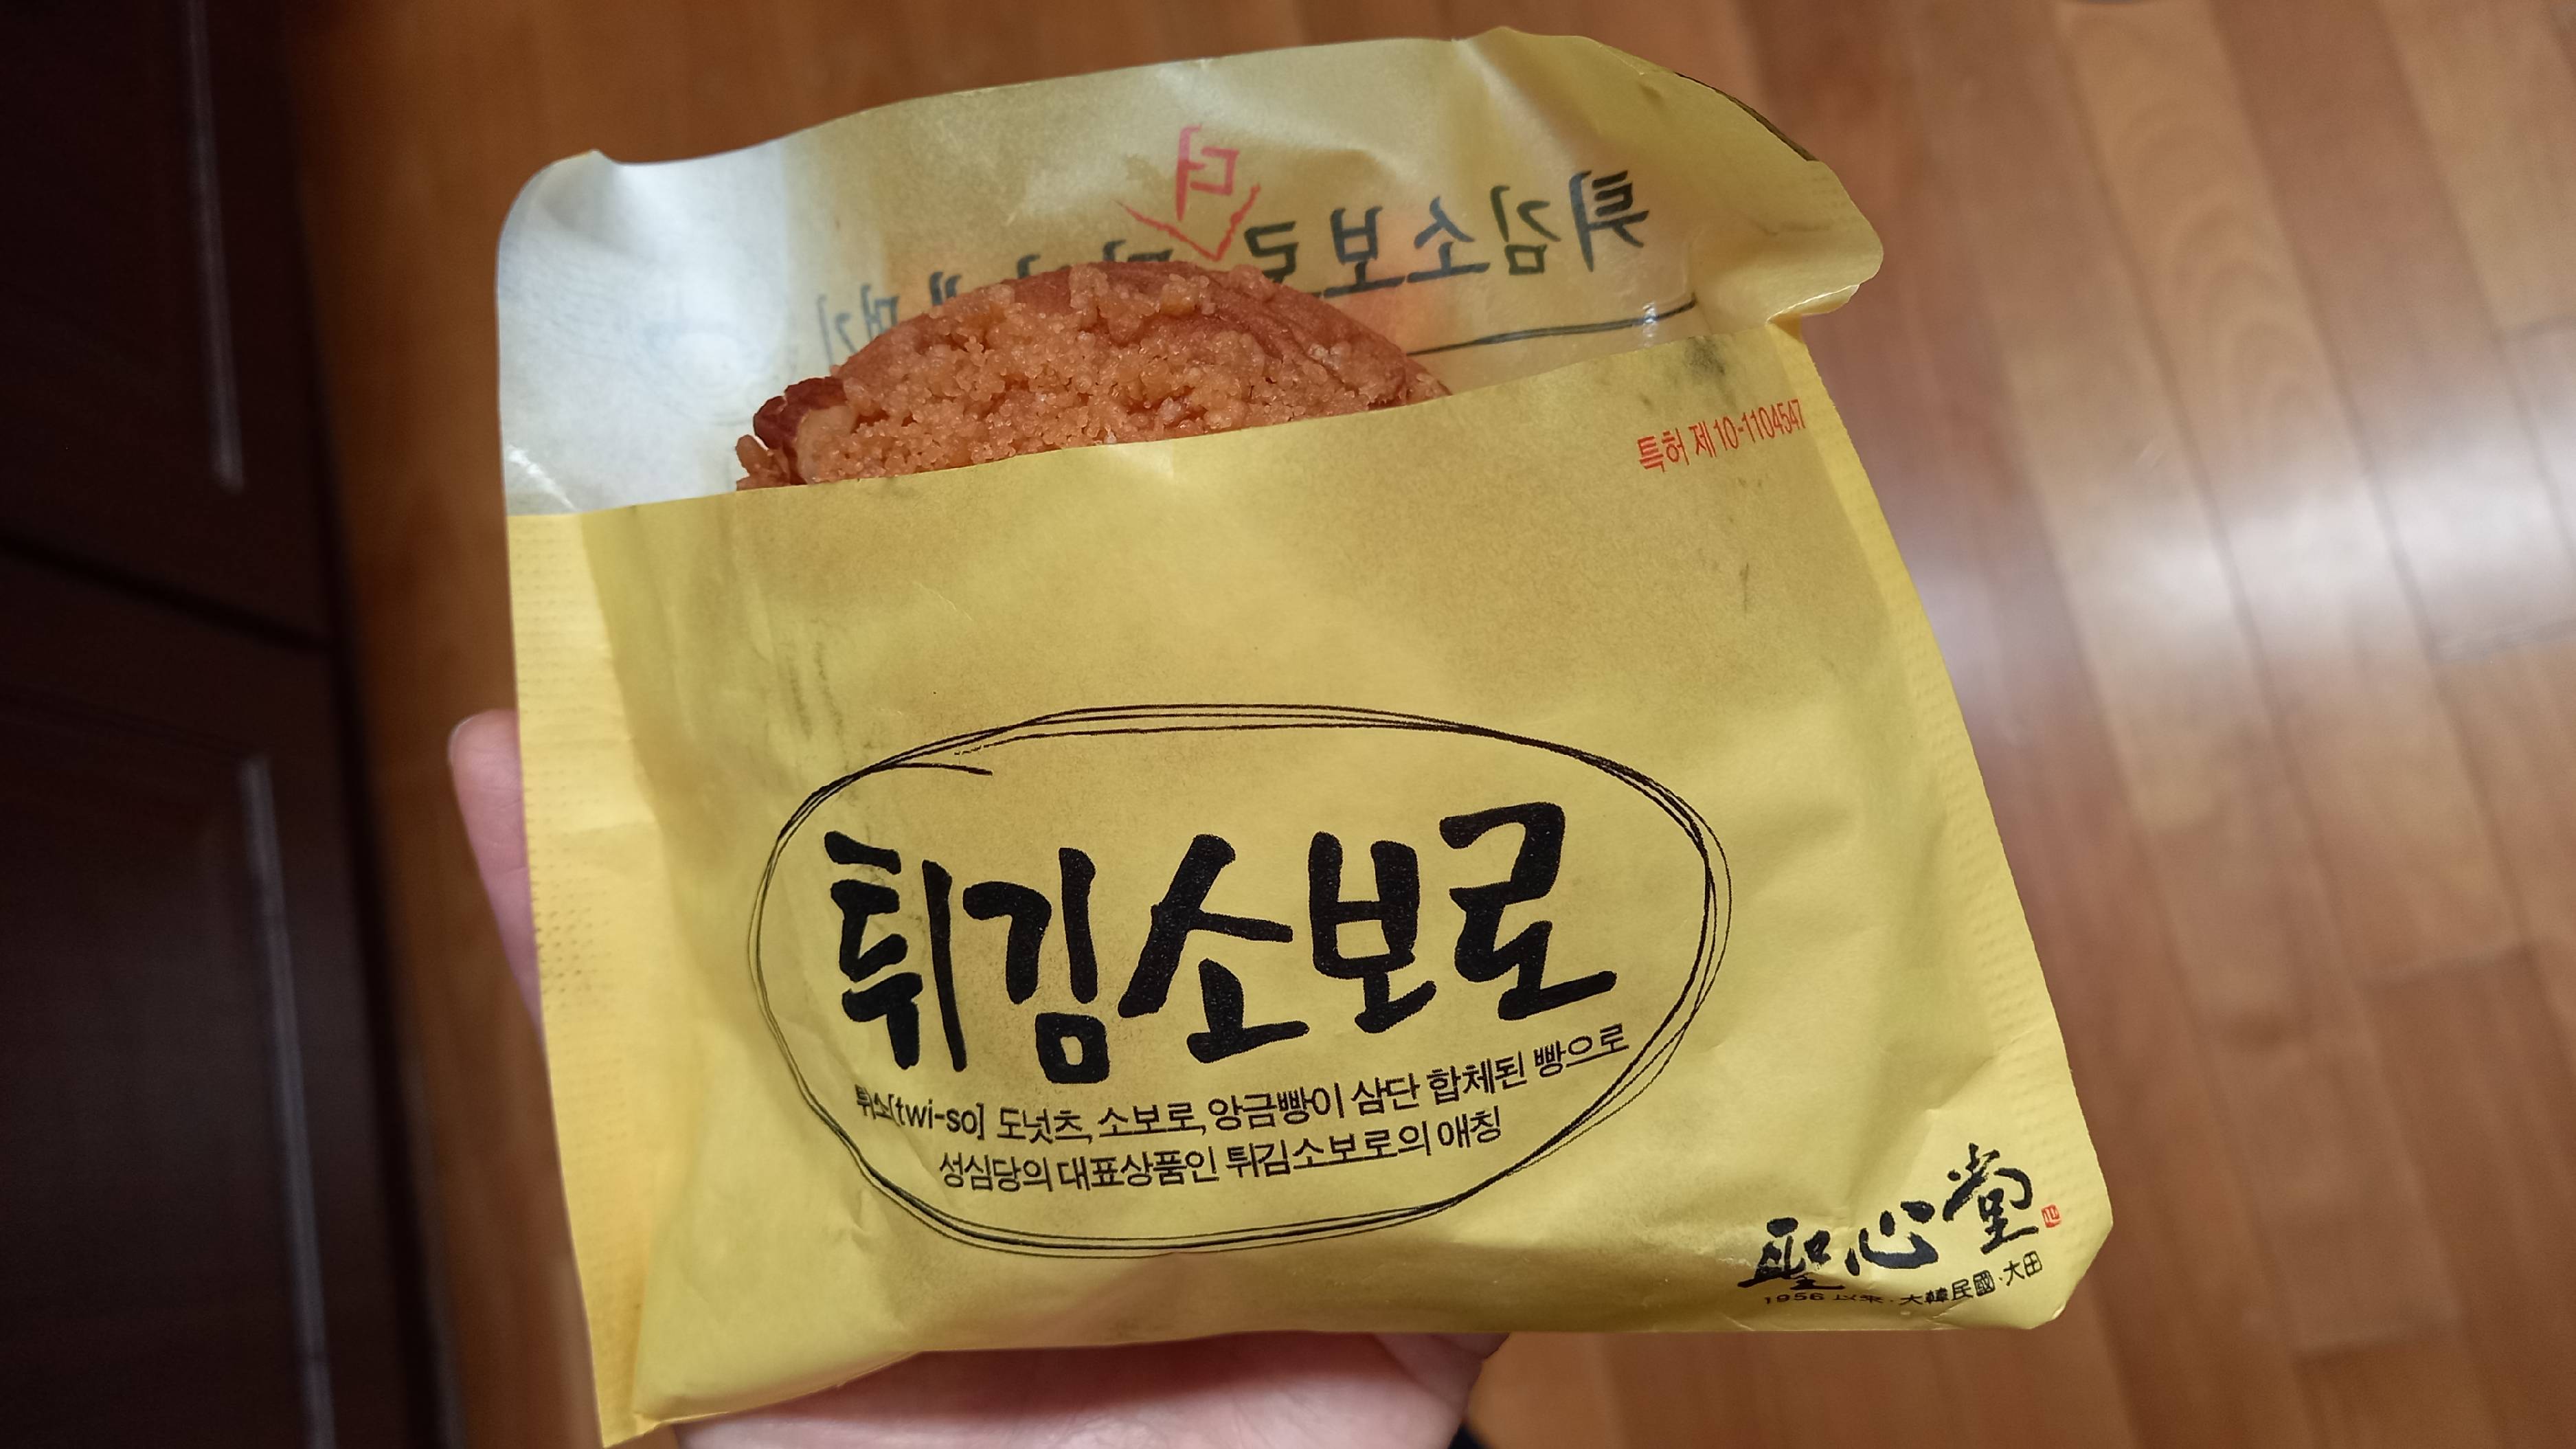 더
튀김소보로
특허 제 10-1104547
튀김소보로
튀소[twi-so] 도넛츠, 소보로, 앙금빵이 삼단 합체된 빵으로
성심당의 대표상품인 튀김소보로의 애칭
聖心堂
1956 以來·大韓民國·大田